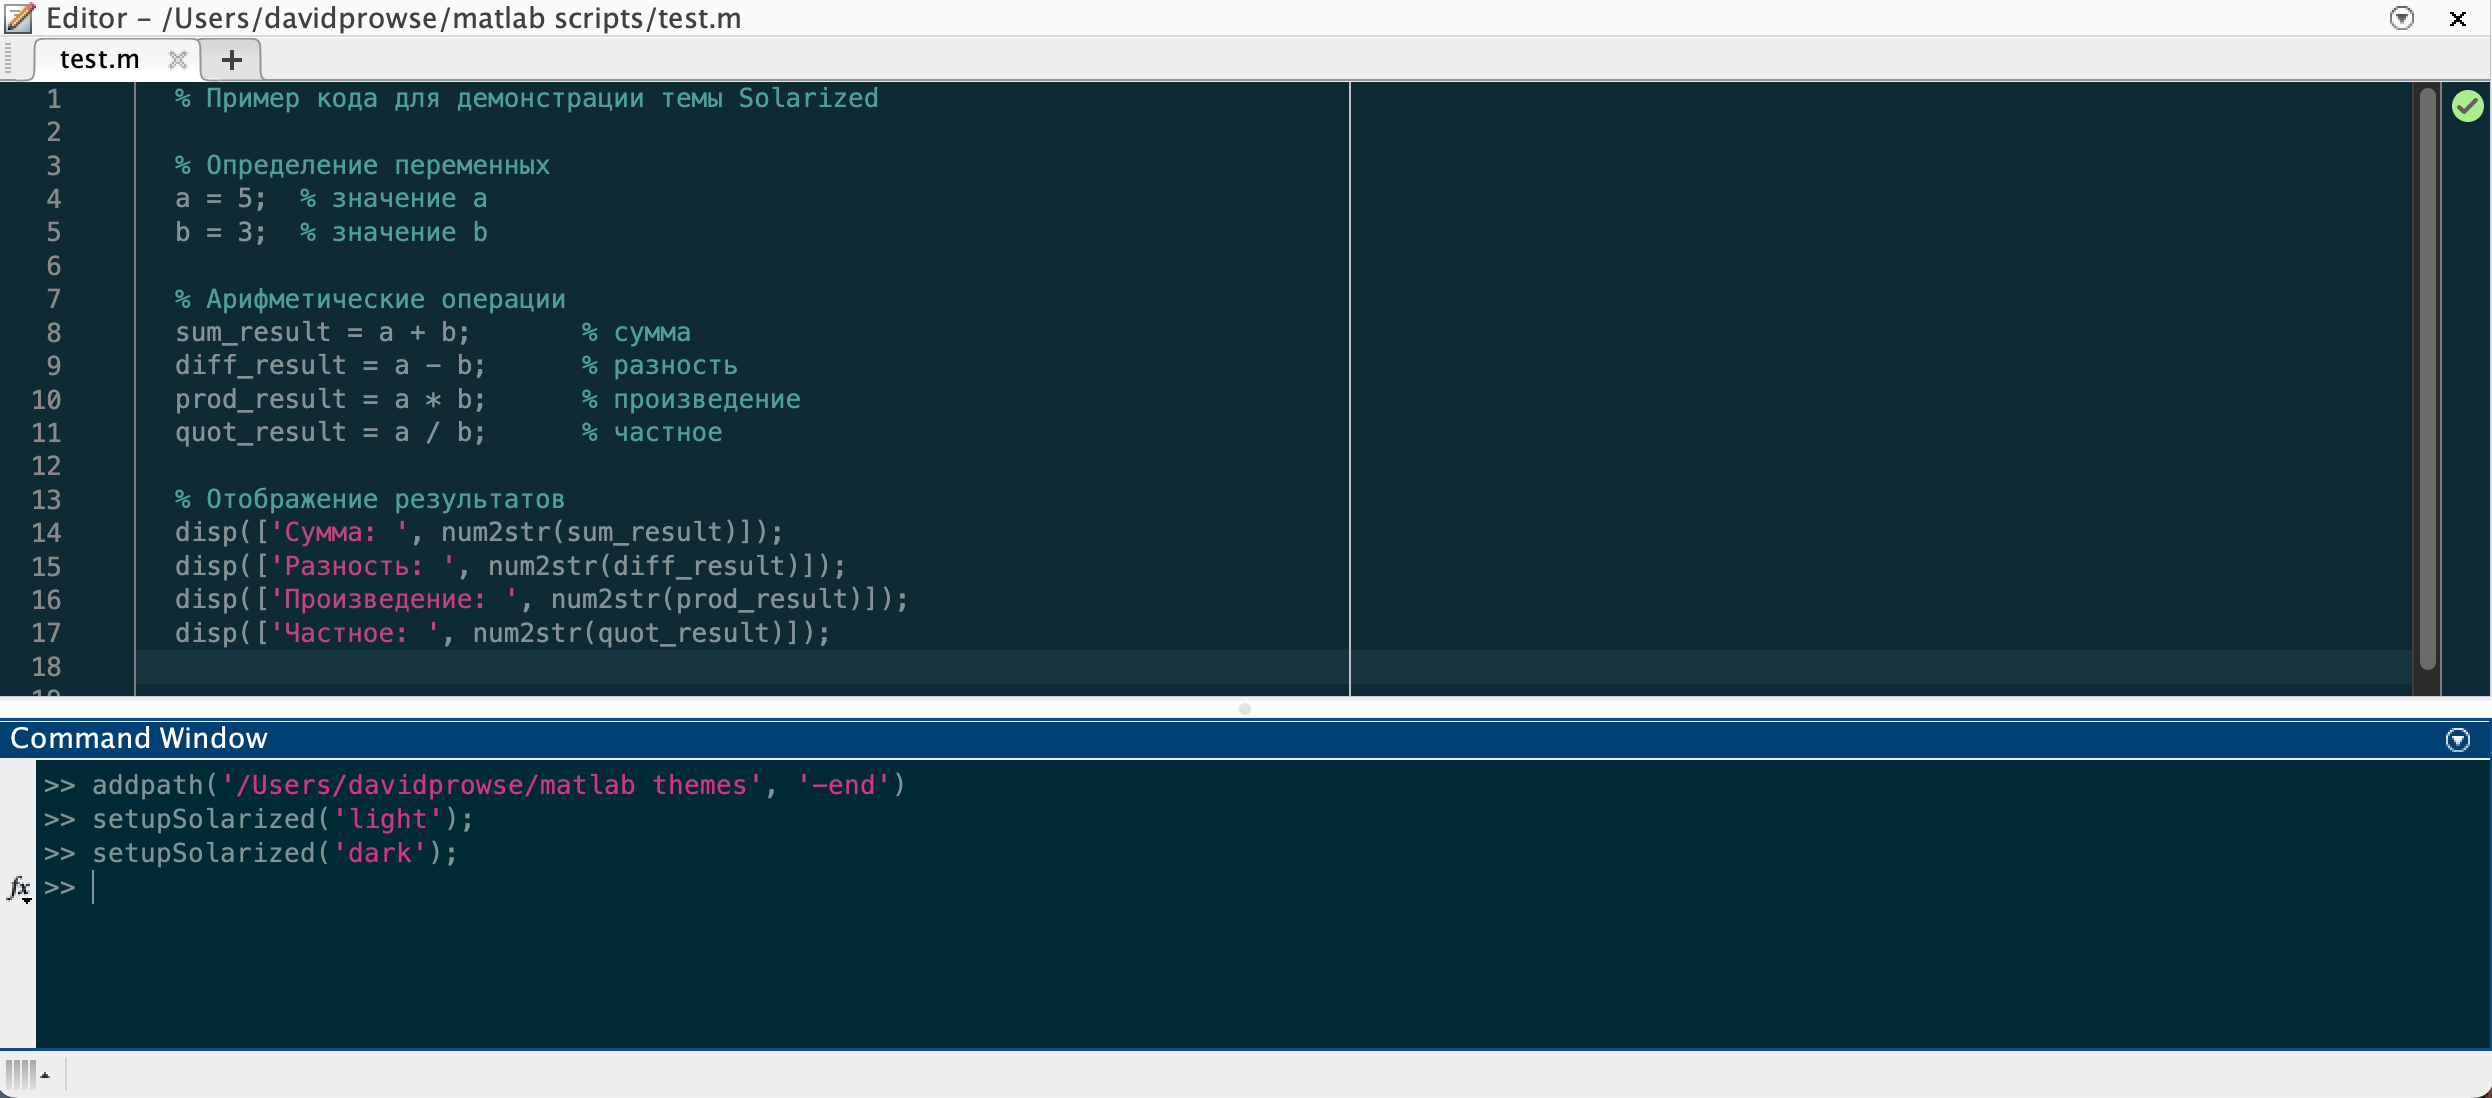 Editor – /Users/davidprowse/matlab scripts/test.m
test.m
1 % Пример кода для демонстрации темы Solarized
2
3 % Определение переменных
4 a = 5;  % значение a
5 b = 3;  % значение b
6
7 % Арифметические операции
8 sum_result = a + b;       % сумма
9 diff_result = a - b;      % разность
10 prod_result = a * b;      % произведение
11 quot_result = a / b;      % частное
12
13 % Отображение результатов
14 disp(['Сумма: ', num2str(sum_result)]);
15 disp(['Разность: ', num2str(diff_result)]);
16 disp(['Произведение: ', num2str(prod_result)]);
17 disp(['Частное: ', num2str(quot_result)]);
18
Command Window
>> addpath('/Users/davidprowse/matlab themes', '-end')
>> setupSolarized('light');
>> setupSolarized('dark');
fx >>